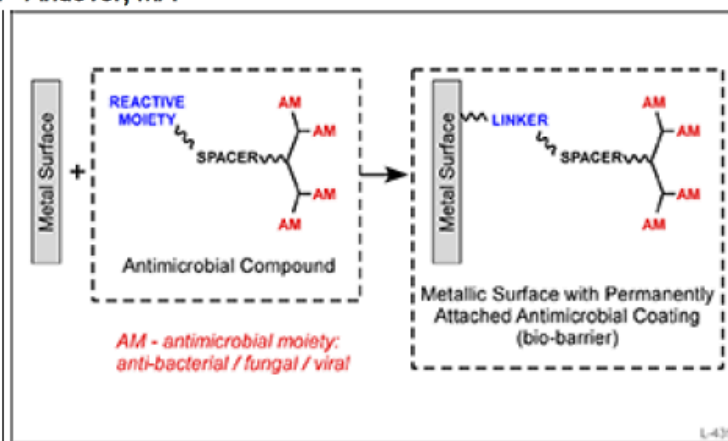 Metal Surface
+
REACTIVE
MOIETY
SPACER
AM
AM
AM
AM
Antimicrobial Compound
AM - antimicrobial moiety:
anti-bacterial / fungal / viral
Metal Surface
LINKER
SPACER
AM
AM
AM
AM
Metallic Surface with Permanently
Attached Antimicrobial Coating
(bio-barrier)